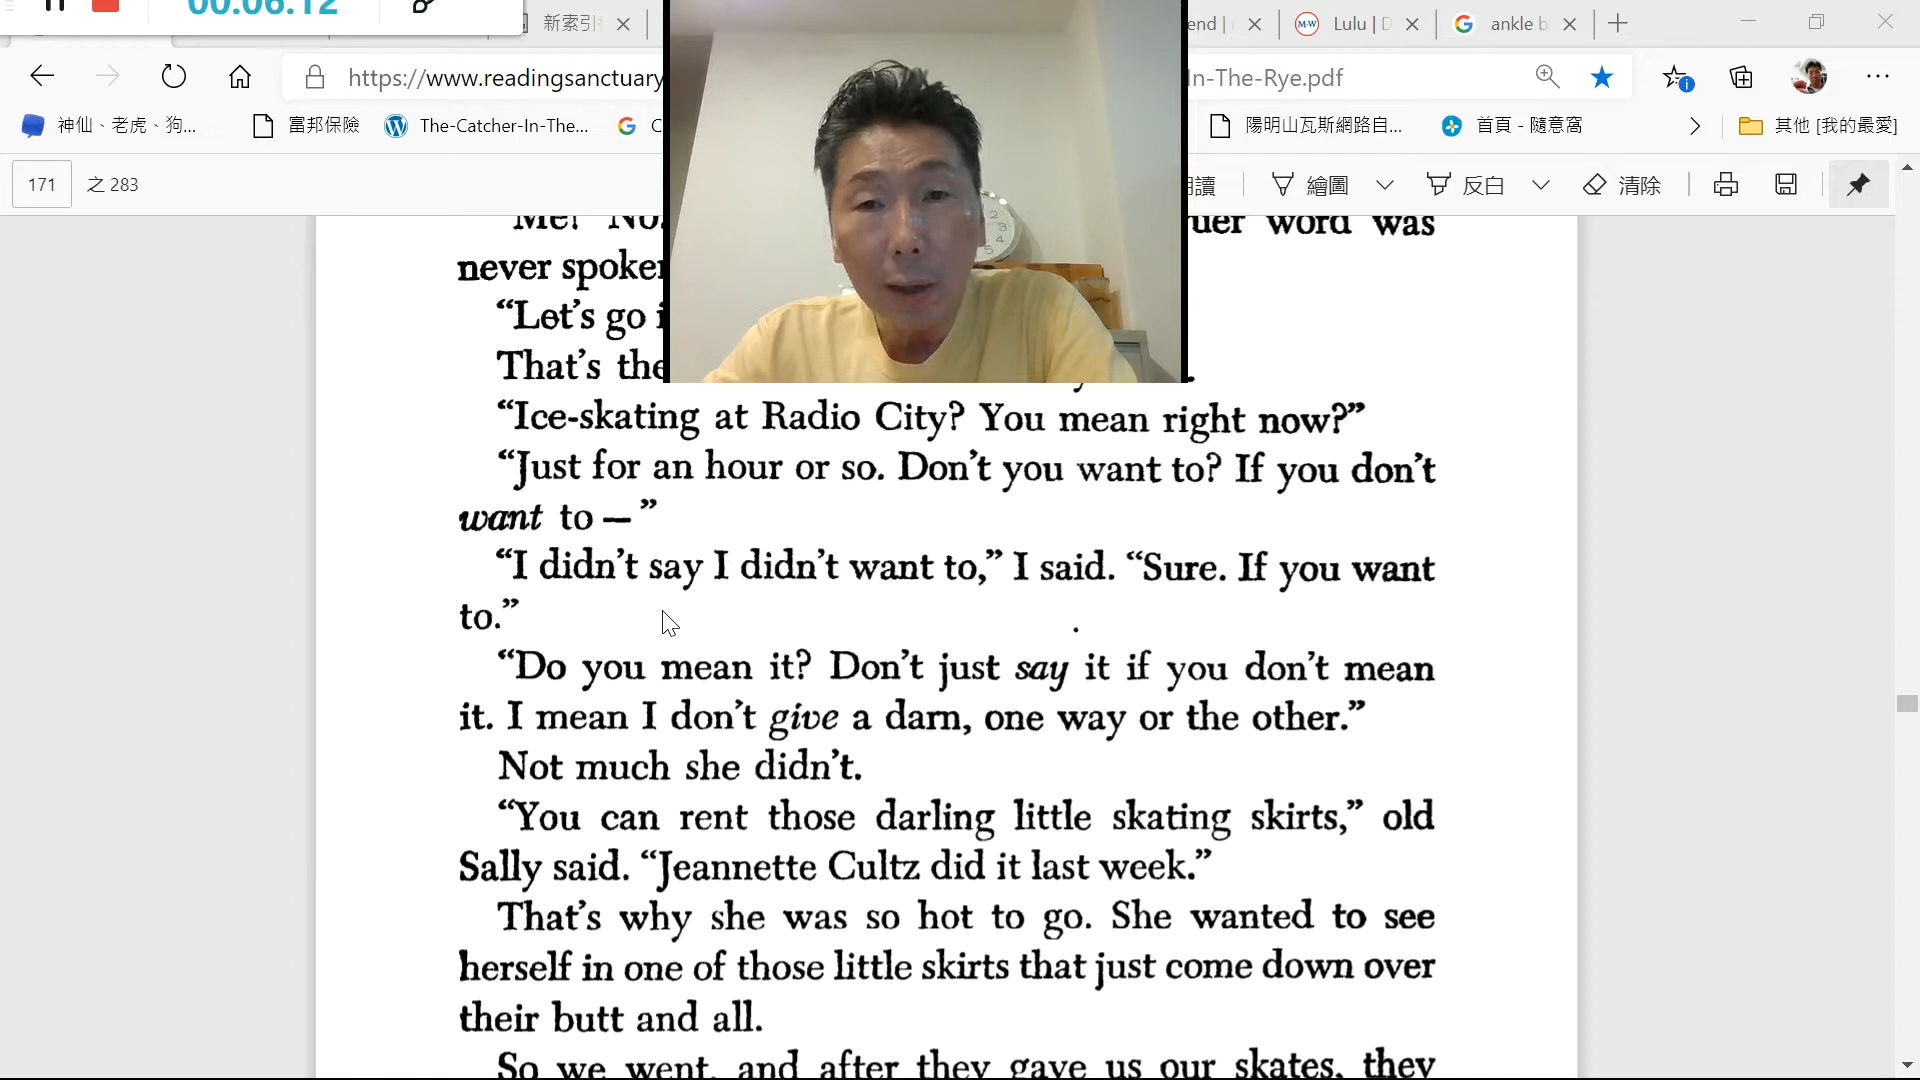 00:06:12
新索引
end |
Lulu | D
ankle b
https://www.readingsanctuary
In-The-Rye.pdf
神仙、老虎、狗...
富邦保險
The-Catcher-In-The...
陽明山瓦斯網路自...
首頁 - 隨意窩
其他 [我的最愛]
171 之 283
繪圖
反白
清除
"Me? No. word was
never spoken
"Let's go
That's the
"Ice-skating at Radio City? You mean right now?"
"Just for an hour or so. Don't you want to? If you don't
want to — "
"I didn't say I didn't want to," I said. "Sure. If you want
to."
"Do you mean it? Don't just say it if you don't mean
it. I mean I don't give a darn, one way or the other."
Not much she didn't.
"You can rent those darling little skating skirts," old
Sally said. "Jeannette Cultz did it last week."
That's why she was so hot to go. She wanted to see
herself in one of those little skirts that just come down over
their butt and all.
So we went, and after they gave us our skates, they